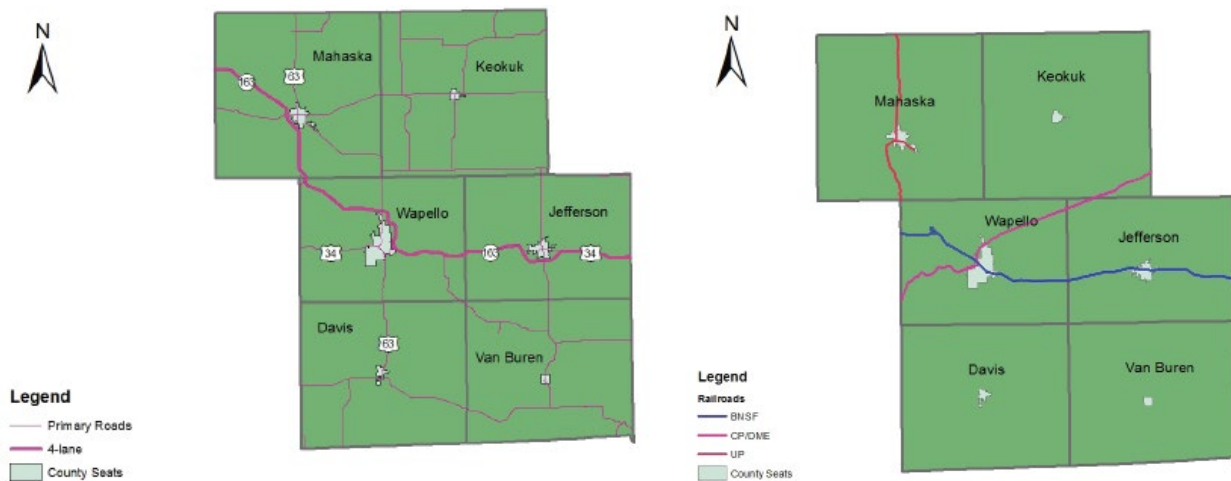 N
Mahaska
Keokuk
163
63
Wapello
Jefferson
34
163
34
Davis
63
Van Buren
Legend
Primary Roads
4-lane
County Seats
N
Keokuk
Mahaska
Wapello
Jefferson
Davis
Van Buren
Legend
Railroads
BNSF
CP/DME
UP
County Seats